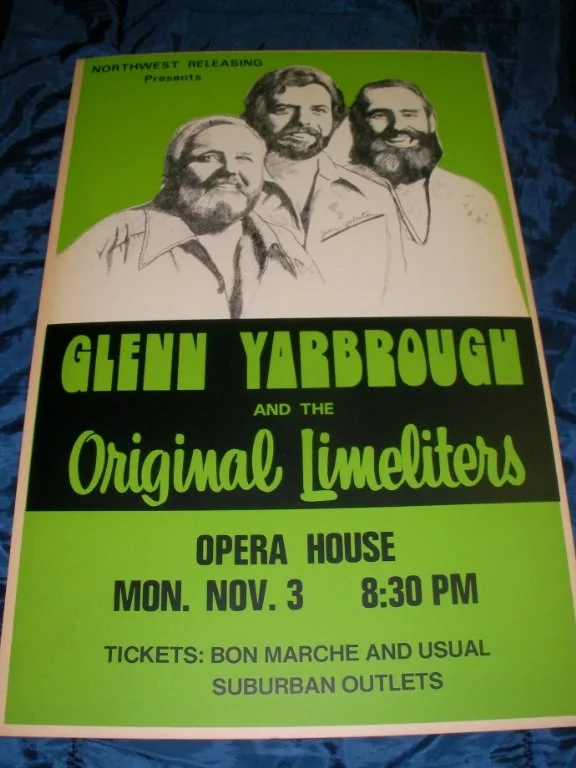 NORTHWEST RELEASING
Presents
GLENN YARBROUGH
AND THE
Original Limeliters
OPERA HOUSE
MON. NOV. 3 8:30 PM
TICKETS: BON MARCHE AND USUAL
SUBURBAN OUTLETS